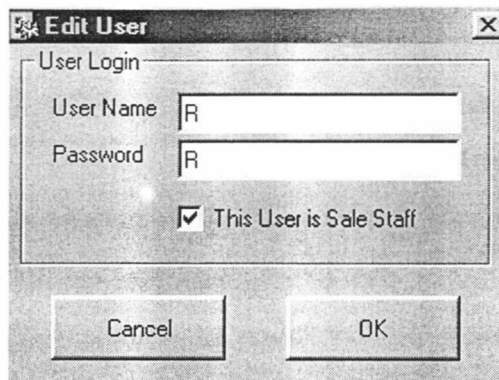 Edit User
User Login
User Name R
Password R
This User is Sale Staff
Cancel OK